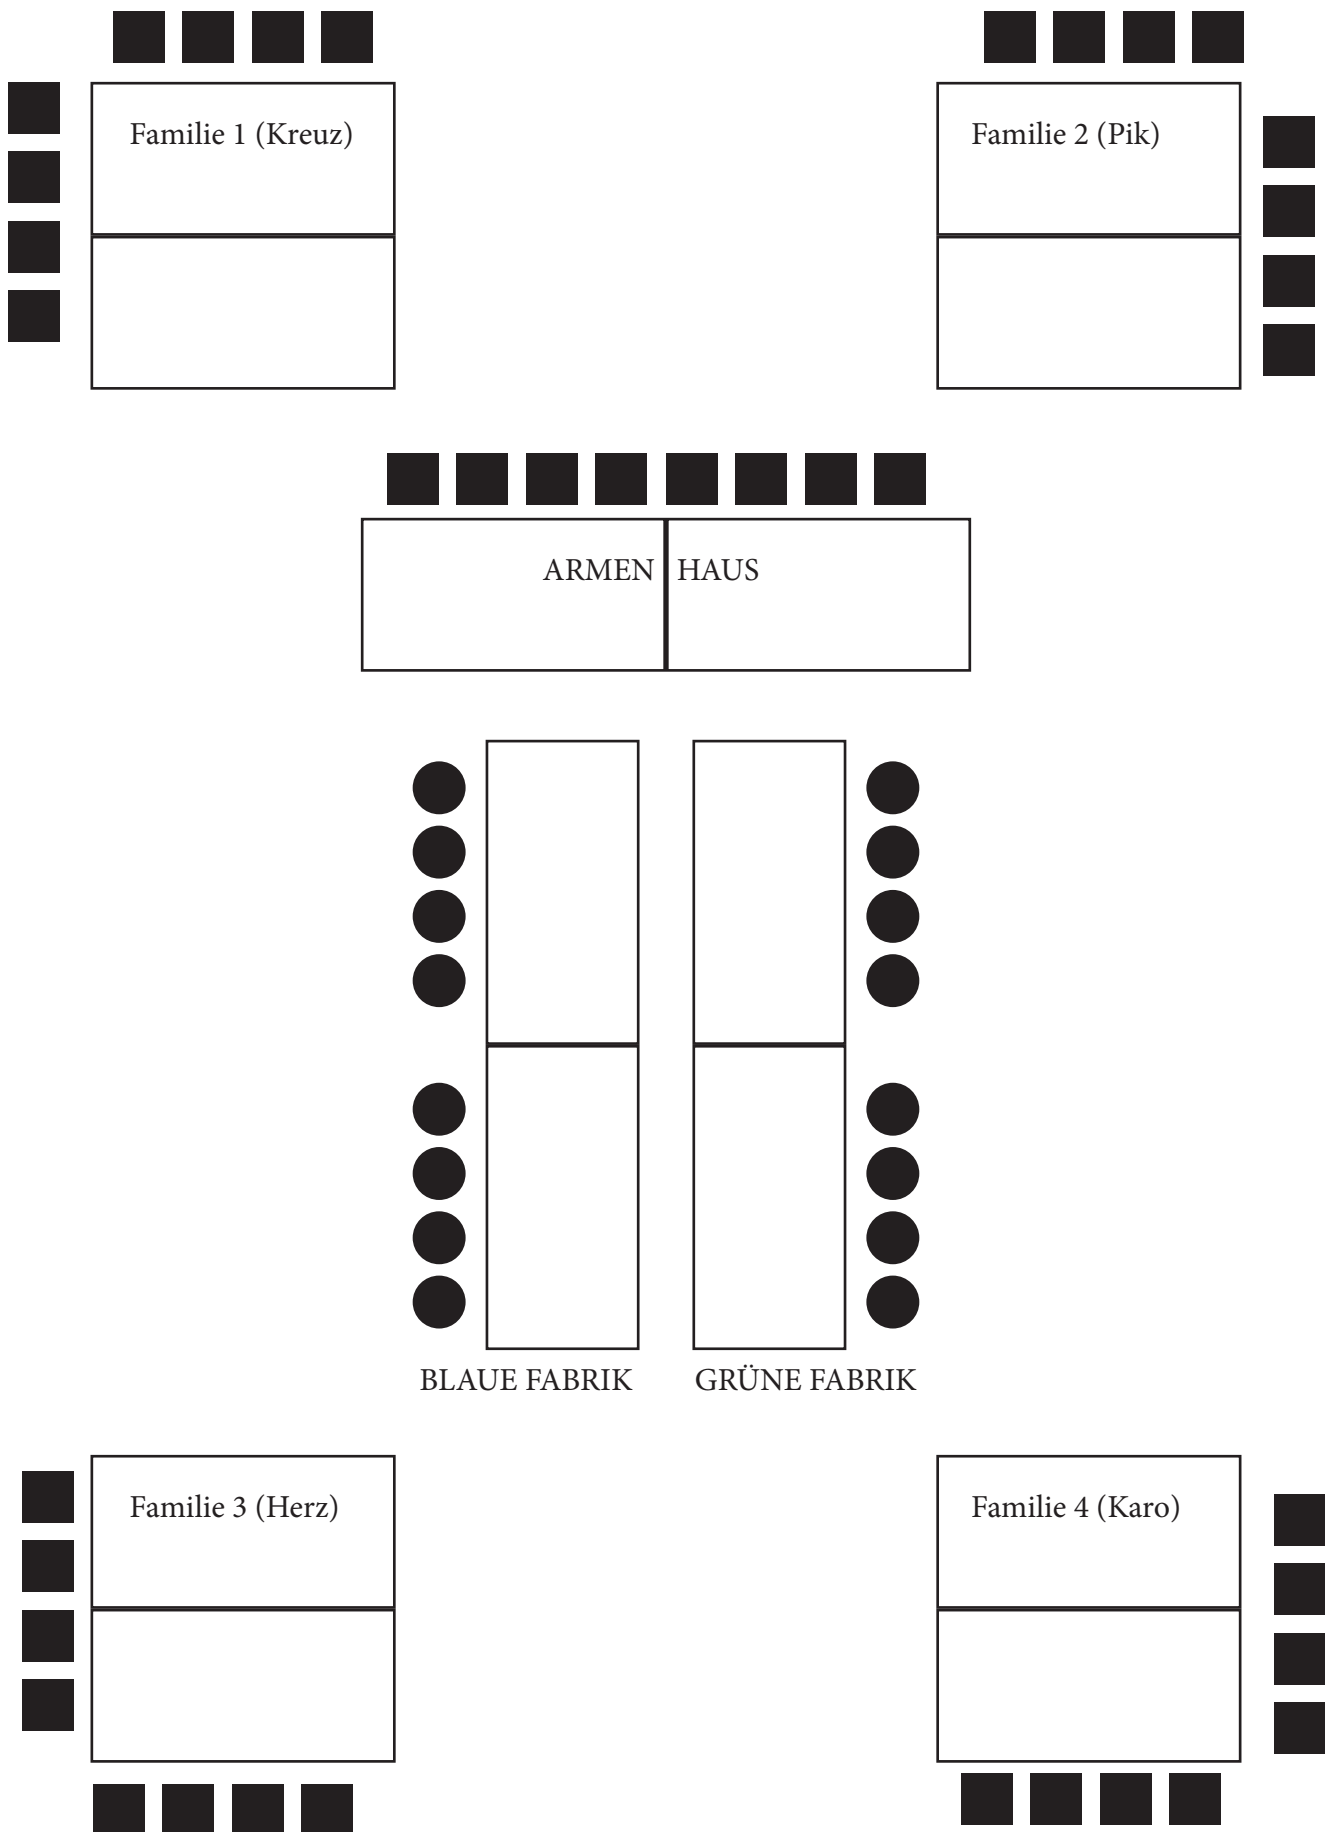 Familie 1 (Kreuz)
Familie 2 (Pik)
ARMEN HAUS
BLAUE FABRIK
GRÜNE FABRIK
Familie 3 (Herz)
Familie 4 (Karo)